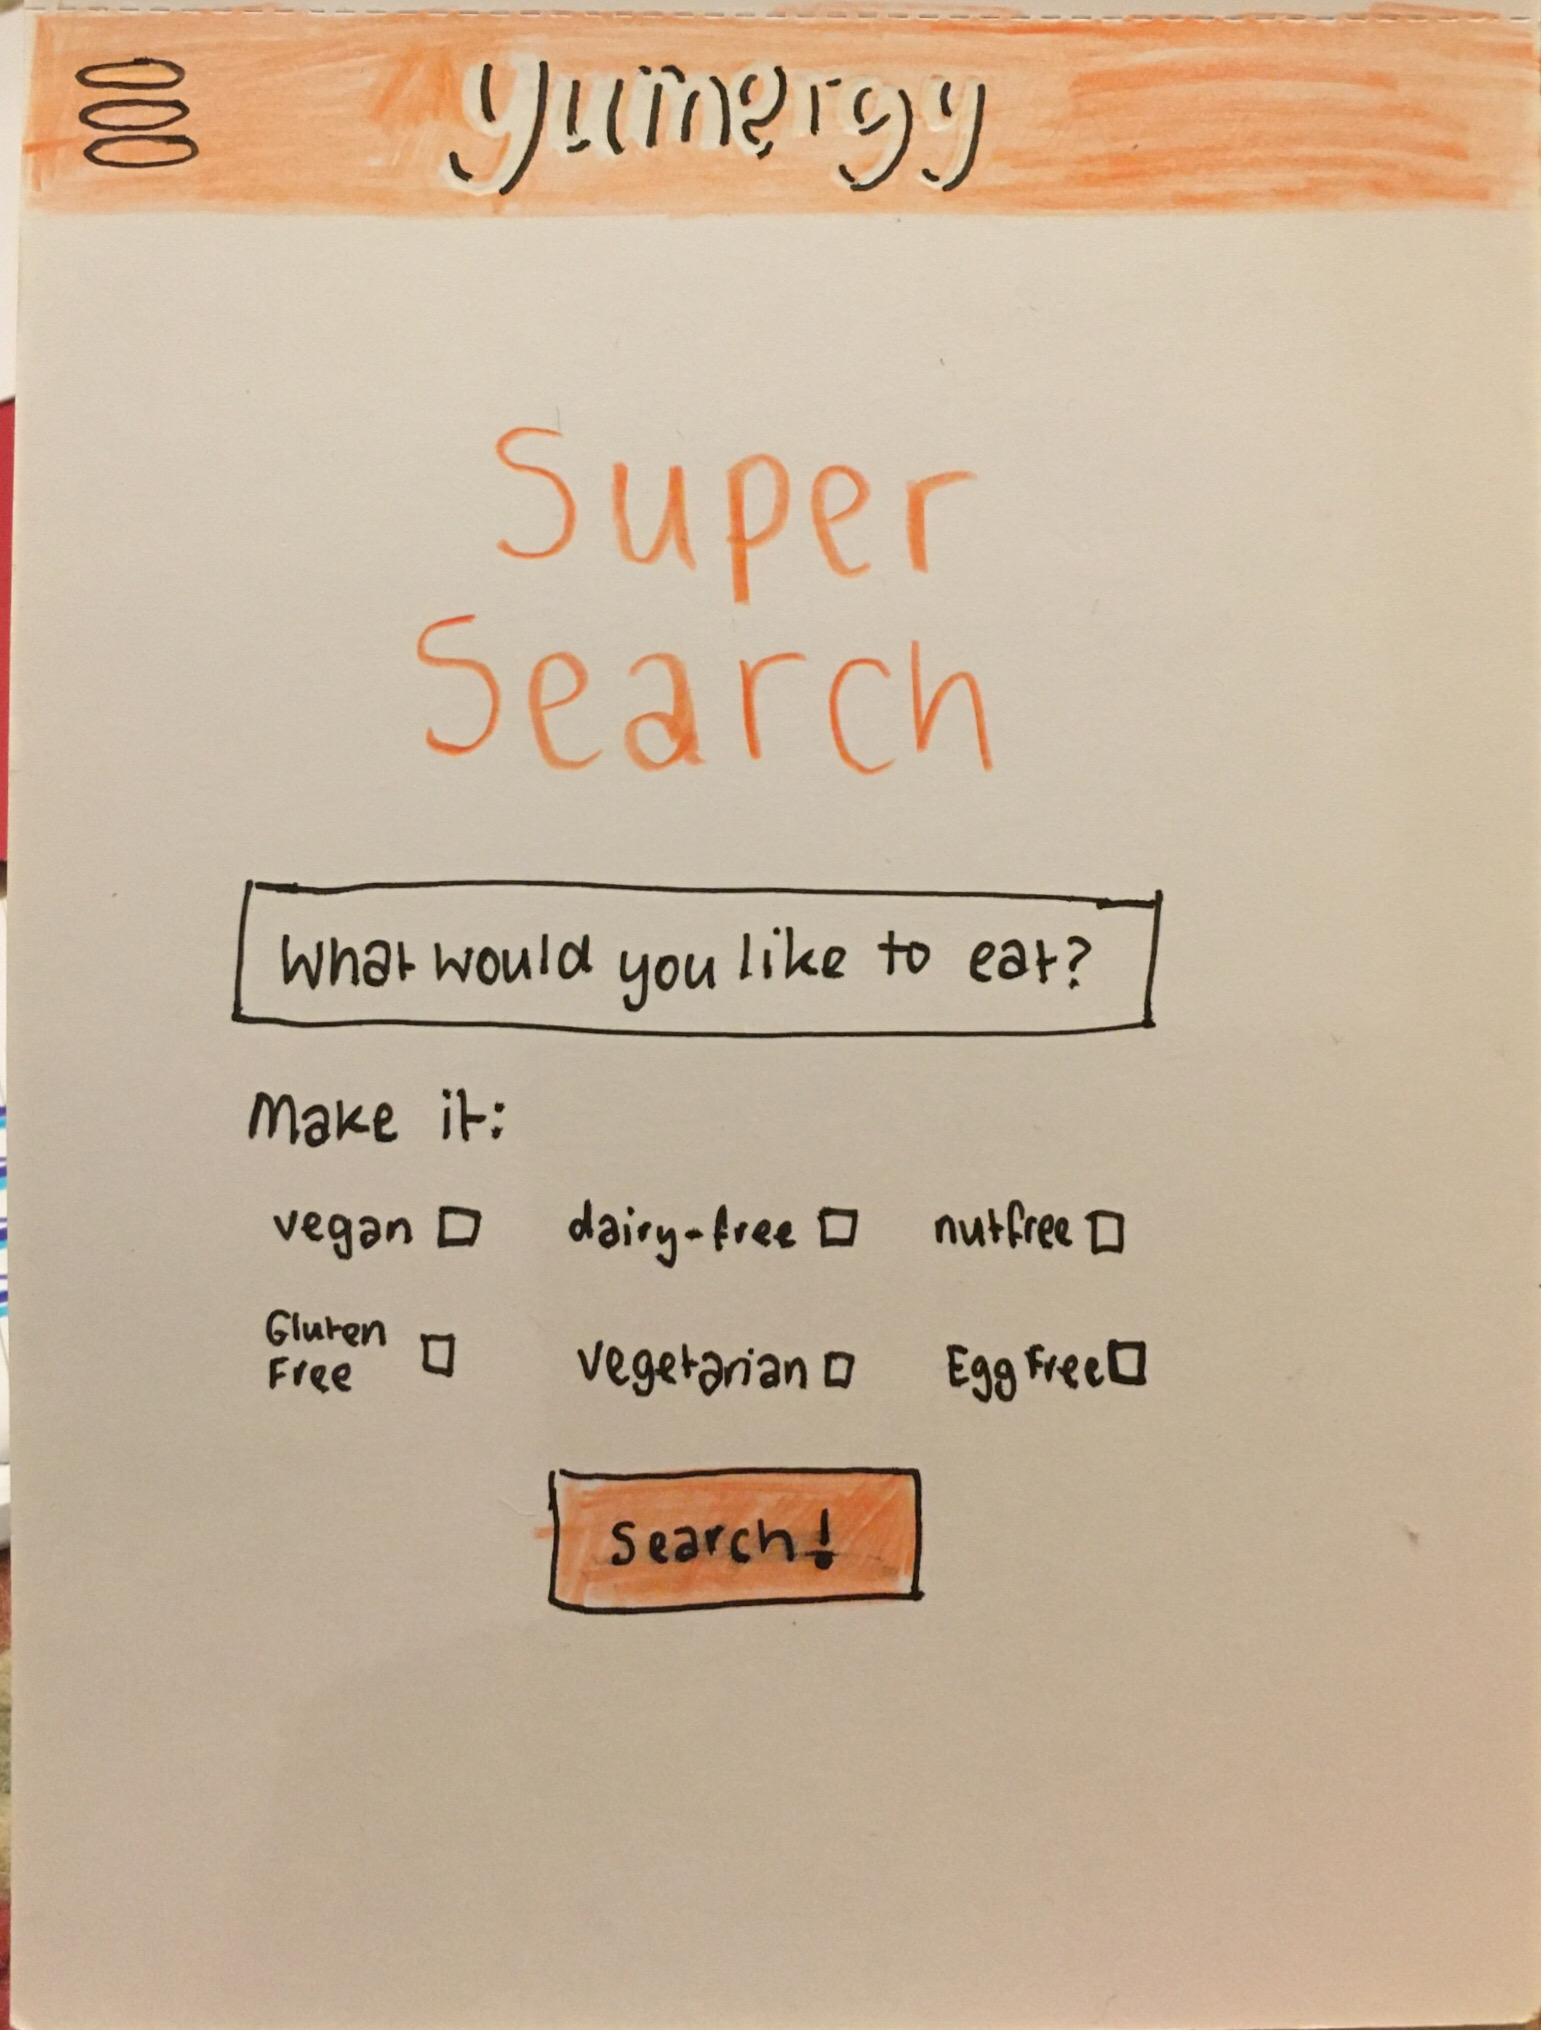 yumergy
Super
Search
What would you like to eat?
Make it:
vegan dairy-free nutfree
Gluten
Free vegetarian Egg Free
Search!